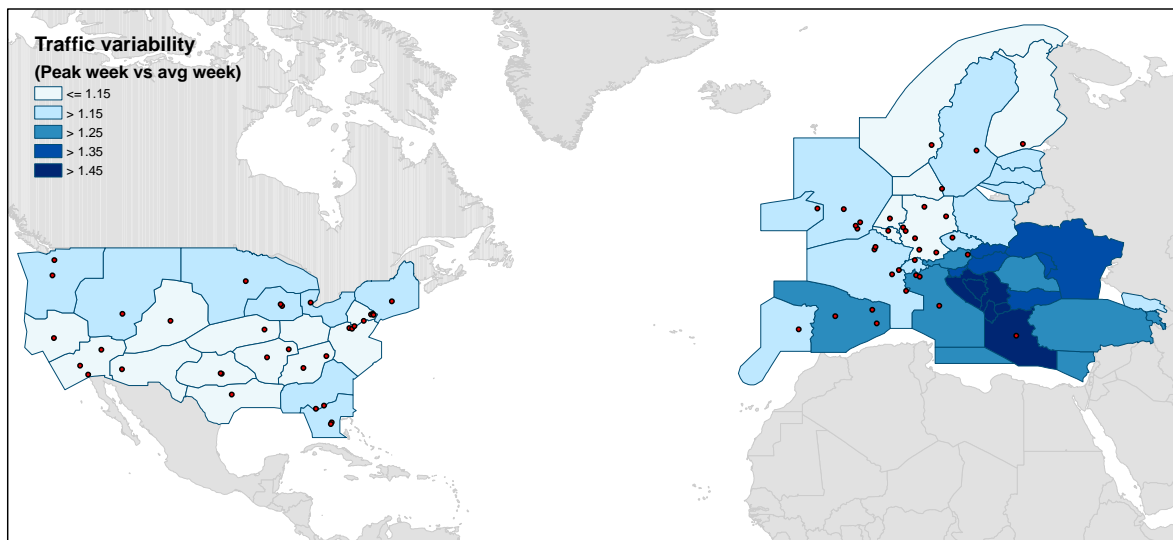 Traffic variability
(Peak week vs avg week)
<= 1.15
> 1.15
> 1.25
> 1.35
> 1.45